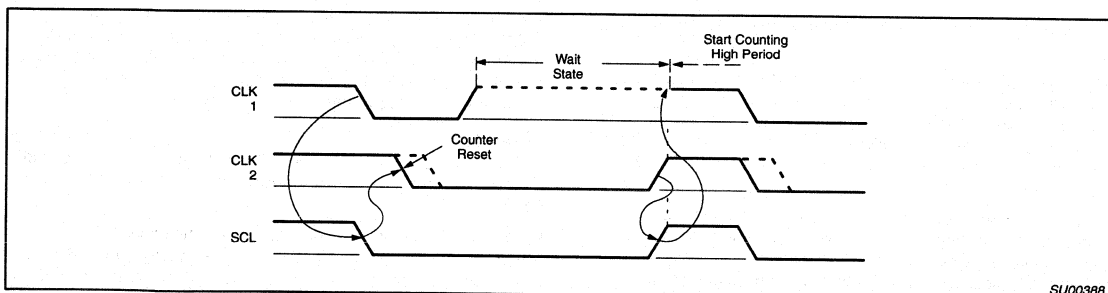 Start Counting
High Period
Wait
State
CLK
1
Counter
Reset
CLK
2
SCL
SU00388